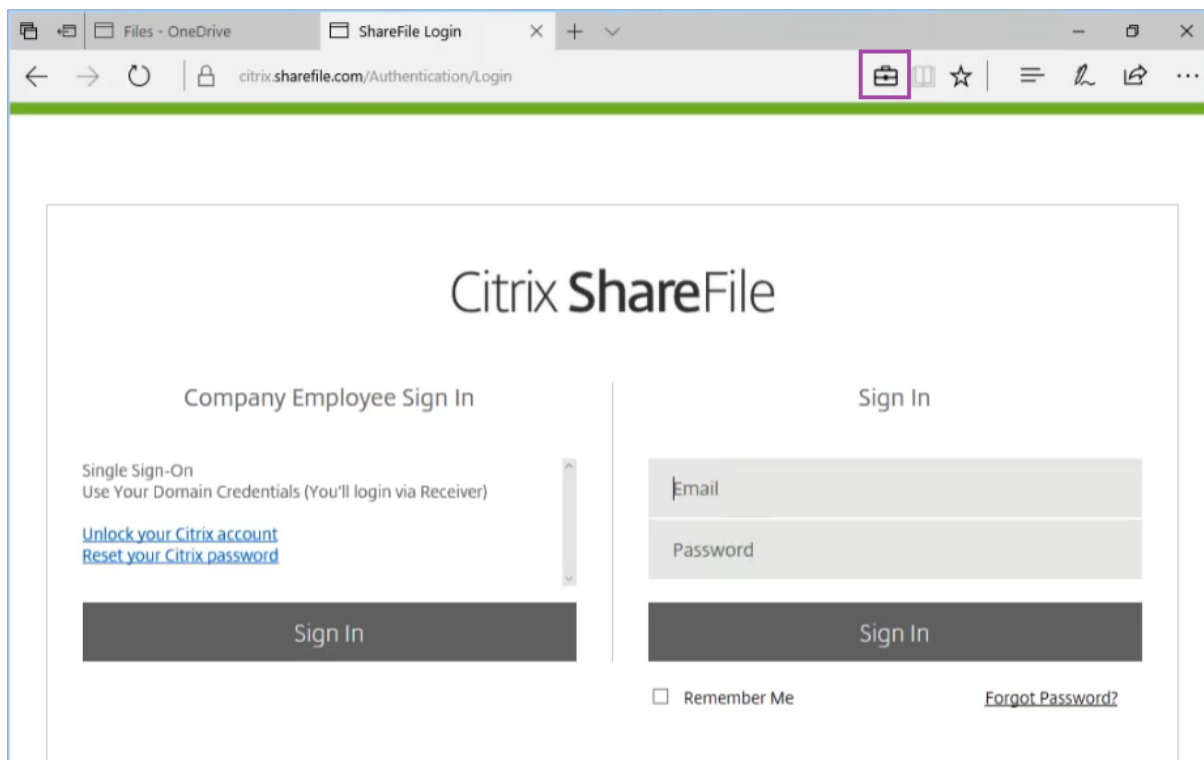 Files - OneDrive
ShareFile Login
citrix.sharefile.com/Authentication/Login
Citrix ShareFile
Company Employee Sign In
Single Sign-On
Use Your Domain Credentials (You'll login via Receiver)
Unlock your Citrix account
Reset your Citrix password
Sign In
Sign In
Email
Password
Sign In
Remember Me
Forgot Password?